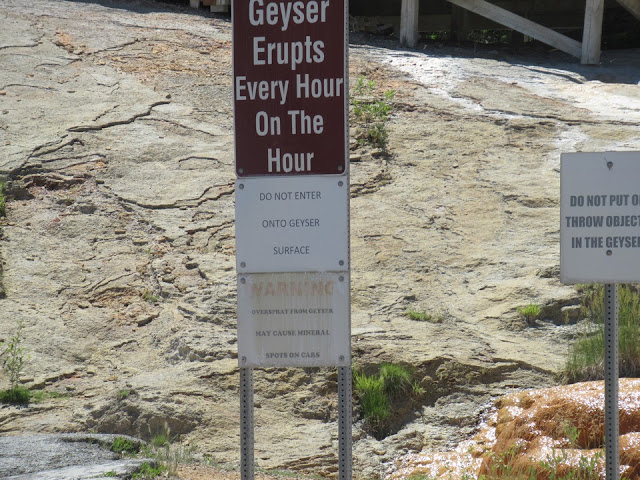 Geyser
Erupts
Every Hour
On The
Hour
DO NOT ENTER
ONTO GEYSER
SURFACE
WARNING
OVERSPRAY FROM GEYSER
MAY CAUSE MINERAL
SPOTS ON CARS
DO NOT PUT O
THROW OBJECT
IN THE GEYSE